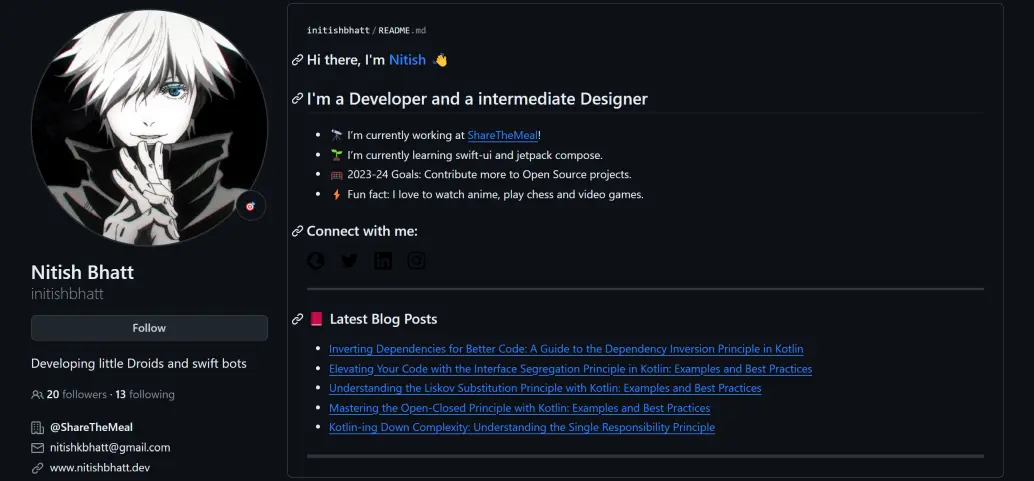 Nitish Bhatt
initishbhatt
Follow
Developing little Droids and swift bots
20 followers · 13 following
@ShareTheMeal
nitishkbhatt@gmail.com
www.nitishbhatt.dev
initishbhatt/README.md
Hi there, I'm Nitish 👋
I'm a Developer and a intermediate Designer
• 🔭 I’m currently working at ShareTheMeal!
• 🌱 I’m currently learning swift-ui and jetpack compose.
• 🥅 2023-24 Goals: Contribute more to Open Source projects.
• ⚡ Fun fact: I love to watch anime, play chess and video games.
Connect with me:
📕 Latest Blog Posts
• Inverting Dependencies for Better Code: A Guide to the Dependency Inversion Principle in Kotlin
• Elevating Your Code with the Interface Segregation Principle in Kotlin: Examples and Best Practices
• Understanding the Liskov Substitution Principle with Kotlin: Examples and Best Practices
• Mastering the Open-Closed Principle with Kotlin: Examples and Best Practices
• Kotlin-ing Down Complexity: Understanding the Single Responsibility Principle